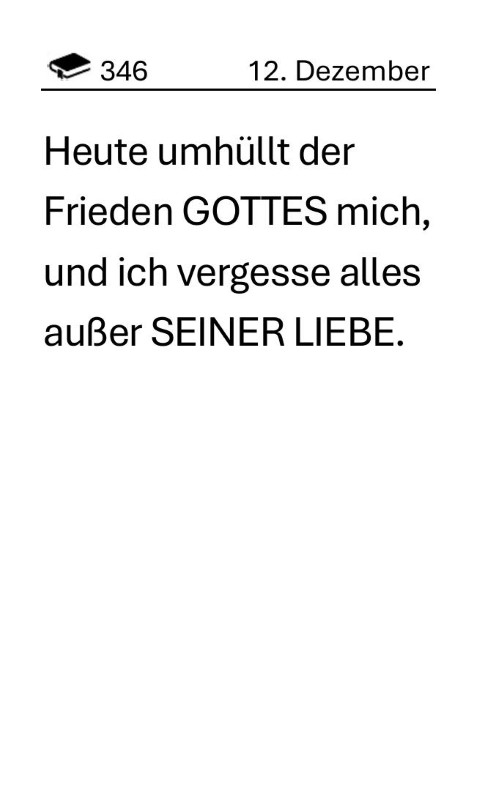 346 12. Dezember
Heute umhüllt der
Frieden GOTTES mich,
und ich vergesse alles
außer SEINER LIEBE.